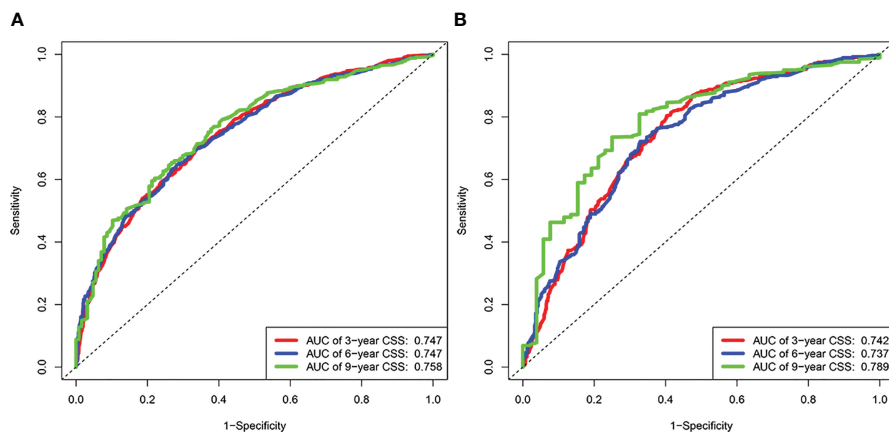 A
1.0
0.8
0.6
0.4
0.2
0.0
Sensitivity
0.0 0.2 0.4 0.6 0.8 1.0
1−Specificity
AUC of 3-year CSS: 0.747
AUC of 6-year CSS: 0.747
AUC of 9-year CSS: 0.758
B
1.0
0.8
0.6
0.4
0.2
0.0
Sensitivity
0.0 0.2 0.4 0.6 0.8 1.0
1−Specificity
AUC of 3-year CSS: 0.742
AUC of 6-year CSS: 0.737
AUC of 9-year CSS: 0.789